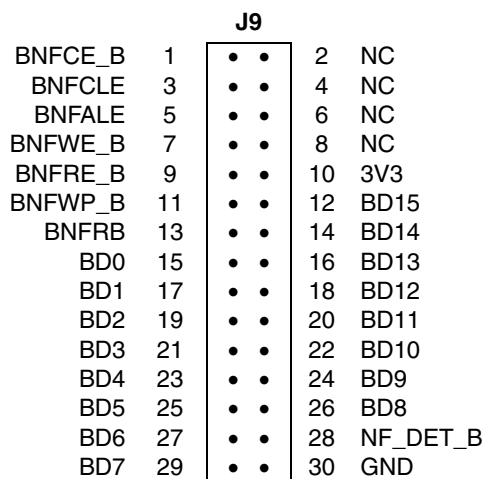 J9
BNFCE_B 1 2 NC
BNFCLE 3 4 NC
BNFALE 5 6 NC
BNFWE_B 7 8 NC
BNFRE_B 9 10 3V3
BNFWP_B 11 12 BD15
BNFRB 13 14 BD14
BD0 15 16 BD13
BD1 17 18 BD12
BD2 19 20 BD11
BD3 21 22 BD10
BD4 23 24 BD9
BD5 25 26 BD8
BD6 27 28 NF_DET_B
BD7 29 30 GND